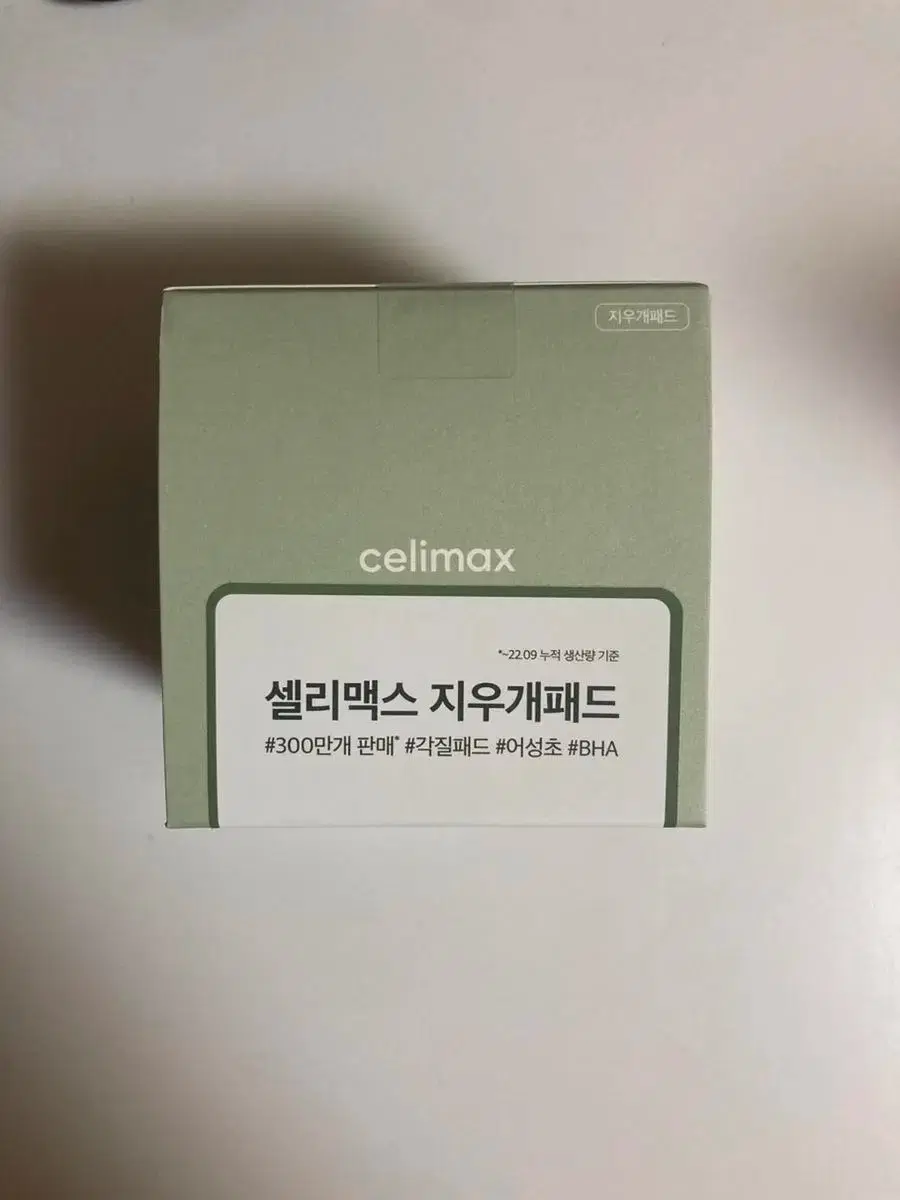 지우개패드
celimax
*~22.09 누적 생산량 기준
셀리맥스 지우개패드
#300만개 판매* #각질패드 #어성초 #BHA